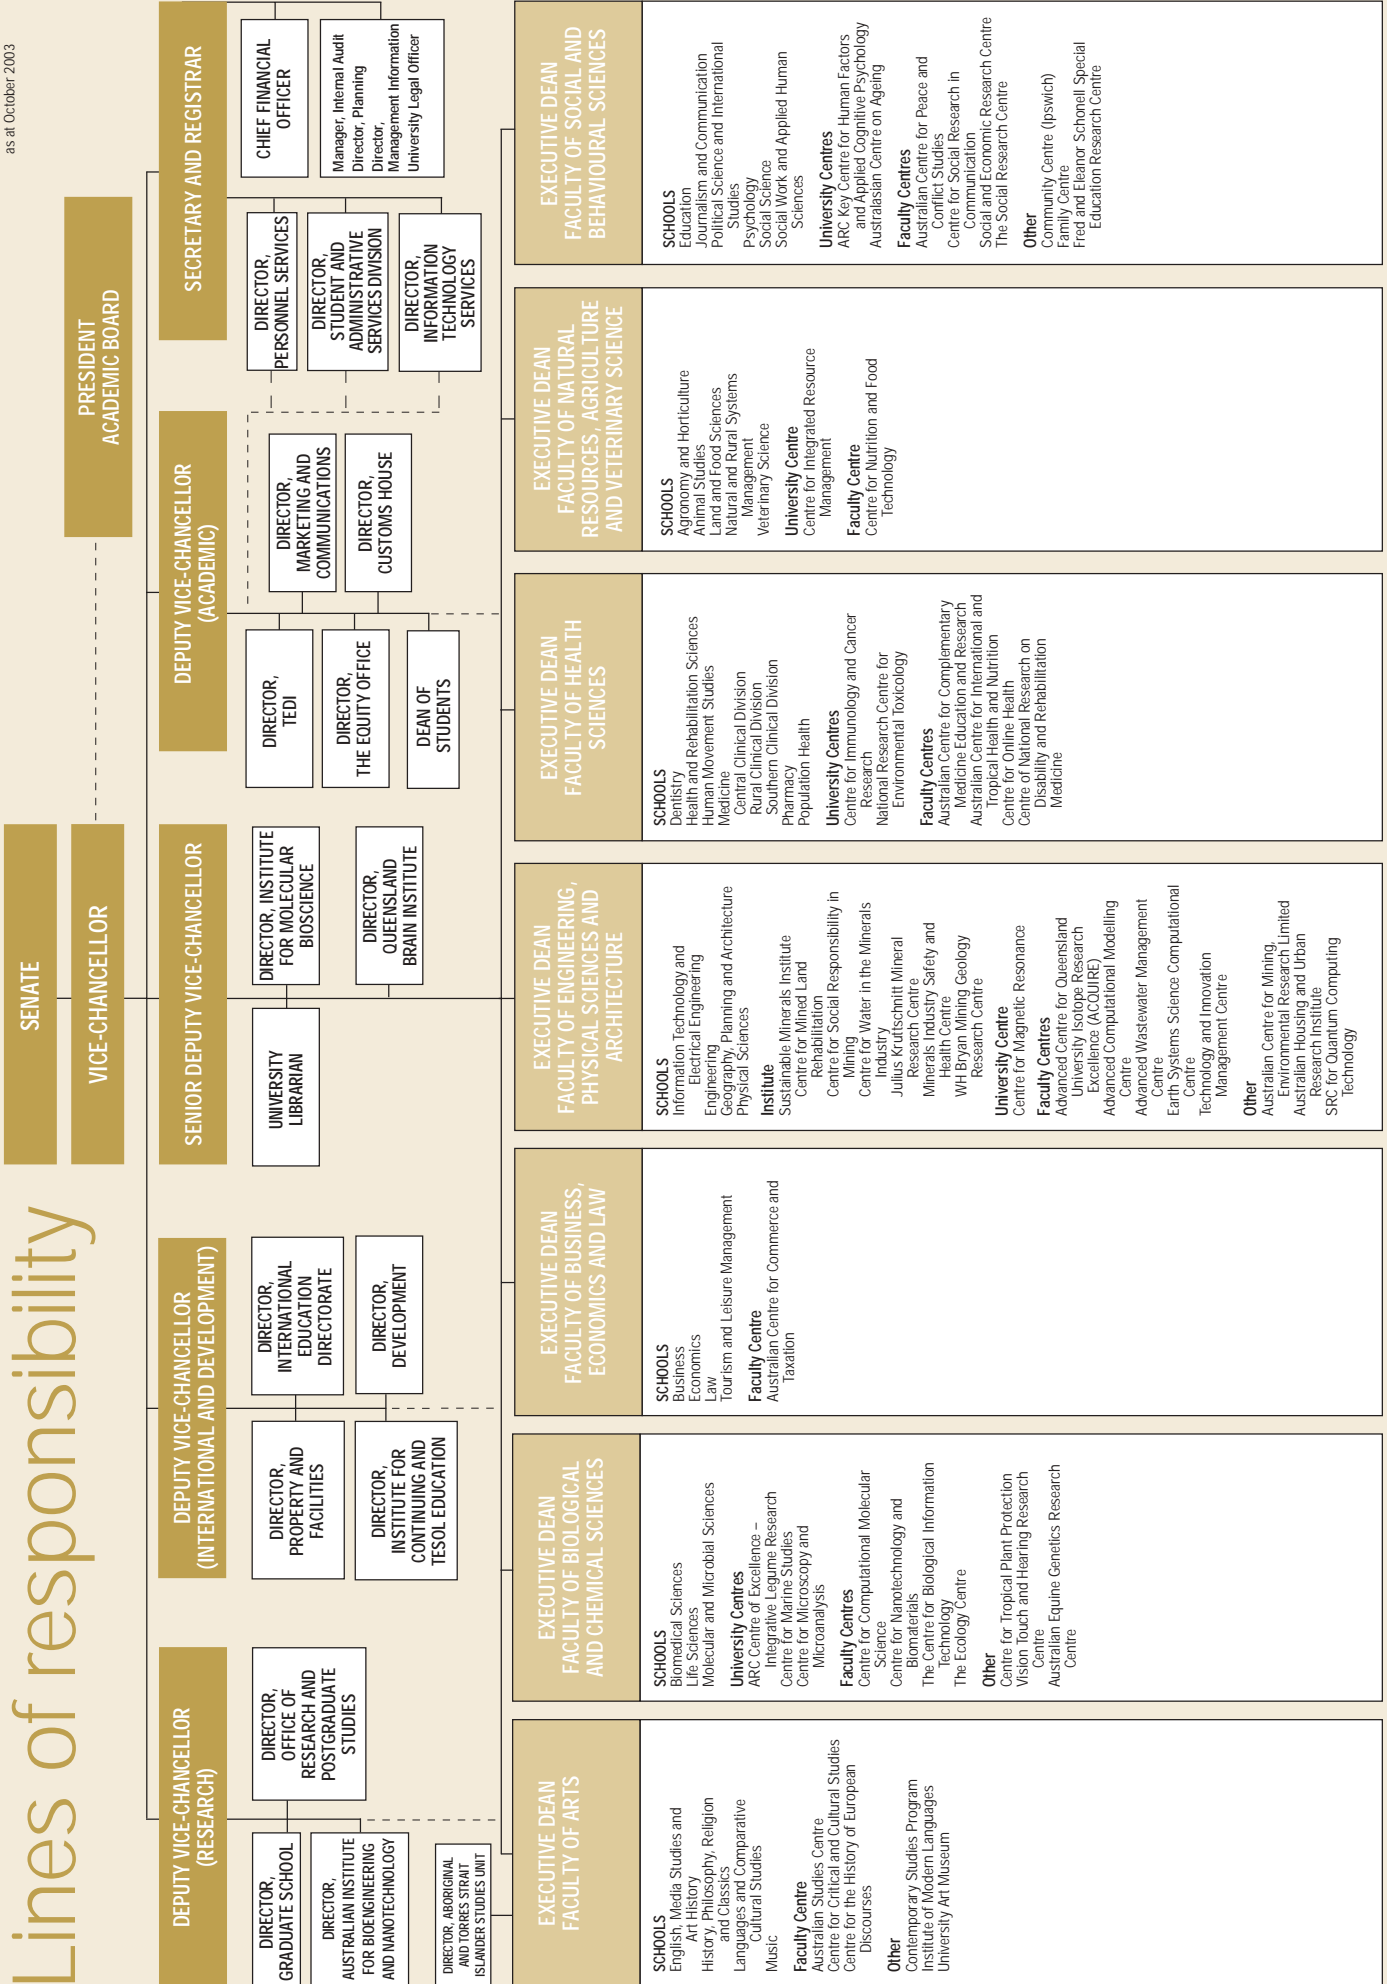 Lines of responsibility
as at October 2003
SENATE
VICE-CHANCELLOR
PRESIDENT
ACADEMIC BOARD
DEPUTY VICE-CHANCELLOR
(RESEARCH)
DIRECTOR,
GRADUATE SCHOOL
DIRECTOR,
OFFICE OF
RESEARCH AND
POSTGRADUATE
STUDIES
DIRECTOR,
AUSTRALIAN INSTITUTE
FOR BIOENGINEERING
AND NANOTECHNOLOGY
DIRECTOR, ABORIGINAL
AND TORRES STRAIT
ISLANDER STUDIES UNIT
DEPUTY VICE-CHANCELLOR
(INTERNATIONAL AND DEVELOPMENT)
DIRECTOR,
PROPERTY AND
FACILITIES
DIRECTOR,
INTERNATIONAL
EDUCATION
DIRECTORATE
DIRECTOR,
INSTITUTE FOR
CONTINUING AND
TESOL EDUCATION
DIRECTOR,
DEVELOPMENT
SENIOR DEPUTY VICE-CHANCELLOR
UNIVERSITY
LIBRARIAN
DIRECTOR, INSTITUTE
FOR MOLECULAR
BIOSCIENCE
DIRECTOR,
QUEENSLAND
BRAIN INSTITUTE
DEPUTY VICE-CHANCELLOR
(ACADEMIC)
DIRECTOR,
TEDI
DIRECTOR,
THE EQUITY OFFICE
DEAN OF
STUDENTS
DIRECTOR,
MARKETING AND
COMMUNICATIONS
DIRECTOR,
CUSTOMS HOUSE
SECRETARY AND REGISTRAR
DIRECTOR,
PERSONNEL SERVICES
DIRECTOR,
STUDENT AND
ADMINISTRATIVE
SERVICES DIVISION
DIRECTOR,
INFORMATION
TECHNOLOGY
SERVICES
CHIEF FINANCIAL
OFFICER
Manager, Internal Audit
Director, Planning
Director,
Management Information
University Legal Officer
EXECUTIVE DEAN
FACULTY OF ARTS
SCHOOLS
English, Media Studies and
Art History
History, Philosophy, Religion
and Classics
Languages and Comparative
Cultural Studies
Music
Faculty Centre
Australian Studies Centre
Centre for Critical and Cultural Studies
Centre for the History of European
Discourses
Other
Contemporary Studies Program
Institute of Modern Languages
University Art Museum
EXECUTIVE DEAN
FACULTY OF BIOLOGICAL
AND CHEMICAL SCIENCES
SCHOOLS
Biomedical Sciences
Life Sciences
Molecular and Microbial Sciences
University Centres
ARC Centre of Excellence –
Integrative Legume Research
Centre for Marine Studies
Centre for Microscopy and
Microanalysis
Faculty Centres
Centre for Computational Molecular
Science
Centre for Nanotechnology and
Biomaterials
The Centre for Biological Information
Technology
The Ecology Centre
Other
Centre for Tropical Plant Protection
Vision Touch and Hearing Research
Centre
Australian Equine Genetics Research
Centre
EXECUTIVE DEAN
FACULTY OF BUSINESS,
ECONOMICS AND LAW
SCHOOLS
Business
Economics
Law
Tourism and Leisure Management
Faculty Centre
Australian Centre for Commerce and
Taxation
EXECUTIVE DEAN
FACULTY OF ENGINEERING,
PHYSICAL SCIENCES AND
ARCHITECTURE
SCHOOLS
Information Technology and
Electrical Engineering
Engineering
Geography, Planning and Architecture
Physical Sciences
Institute
Sustainable Minerals Institute
Centre for Mined Land
Rehabilitation
Centre for Social Responsibility in
Mining
Centre for Water in the Minerals
Industry
Julius Kruttschnitt Mineral
Research Centre
Minerals Industry Safety and
Health Centre
WH Bryan Mining Geology
Research Centre
University Centre
Centre for Magnetic Resonance
Faculty Centres
Advanced Centre for Queensland
University Isotope Research
Excellence (ACQUIRE)
Advanced Computational Modelling
Centre
Advanced Wastewater Management
Centre
Earth Systems Science Computational
Centre
Technology and Innovation
Management Centre
Other
Australian Centre for Mining,
Environmental Research Limited
Australian Housing and Urban
Research Institute
SRC for Quantum Computing
Technology
EXECUTIVE DEAN
FACULTY OF HEALTH
SCIENCES
SCHOOLS
Dentistry
Health and Rehabilitation Sciences
Human Movement Studies
Medicine
Central Clinical Division
Rural Clinical Division
Southern Clinical Division
Pharmacy
Population Health
University Centres
Centre for Immunology and Cancer
Research
National Research Centre for
Environmental Toxicology
Faculty Centres
Australian Centre for Complementary
Medicine Education and Research
Australian Centre for International and
Tropical Health and Nutrition
Centre for Online Health
Centre of National Research on
Disability and Rehabilitation
Medicine
EXECUTIVE DEAN
FACULTY OF NATURAL
RESOURCES, AGRICULTURE
AND VETERINARY SCIENCE
SCHOOLS
Agronomy and Horticulture
Animal Studies
Land and Food Sciences
Natural and Rural Systems
Management
Veterinary Science
University Centre
Centre for Integrated Resource
Management
Faculty Centre
Centre for Nutrition and Food
Technology
EXECUTIVE DEAN
FACULTY OF SOCIAL AND
BEHAVIOURAL SCIENCES
SCHOOLS
Education
Journalism and Communication
Political Science and International
Studies
Psychology
Social Science
Social Work and Applied Human
Sciences
University Centres
ARC Key Centre for Human Factors
and Applied Cognitive Psychology
Australasian Centre on Ageing
Faculty Centres
Australian Centre for Peace and
Conflict Studies
Centre for Social Research in
Communication
Social and Economic Research Centre
The Social Research Centre
Other
Community Centre (Ipswich)
Family Centre
Fred and Eleanor Schonell Special
Education Research Centre